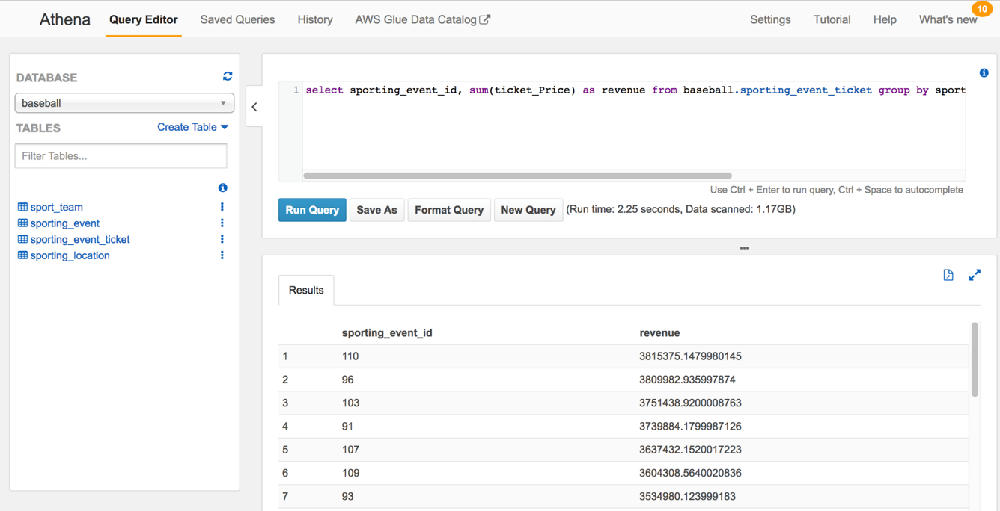 Athena Query Editor Saved Queries History AWS Glue Data Catalog Settings Tutorial Help What's new 10
DATABASE
baseball
TABLES Create Table
Filter Tables...
sport_team
sporting_event
sporting_event_ticket
sporting_location
1 select sporting_event_id, sum(ticket_Price) as revenue from baseball.sporting_event_ticket group by sport
Use Ctrl + Enter to run query, Ctrl + Space to autocomplete
Run Query Save As Format Query New Query (Run time: 2.25 seconds, Data scanned: 1.17GB)
Results
sporting_event_id revenue
1 110 3815375.1479980145
2 96 3809982.935997874
3 103 3751438.9200008763
4 91 3739884.1799987126
5 107 3637432.1520017223
6 109 3604308.5640020836
7 93 3534980.123999183